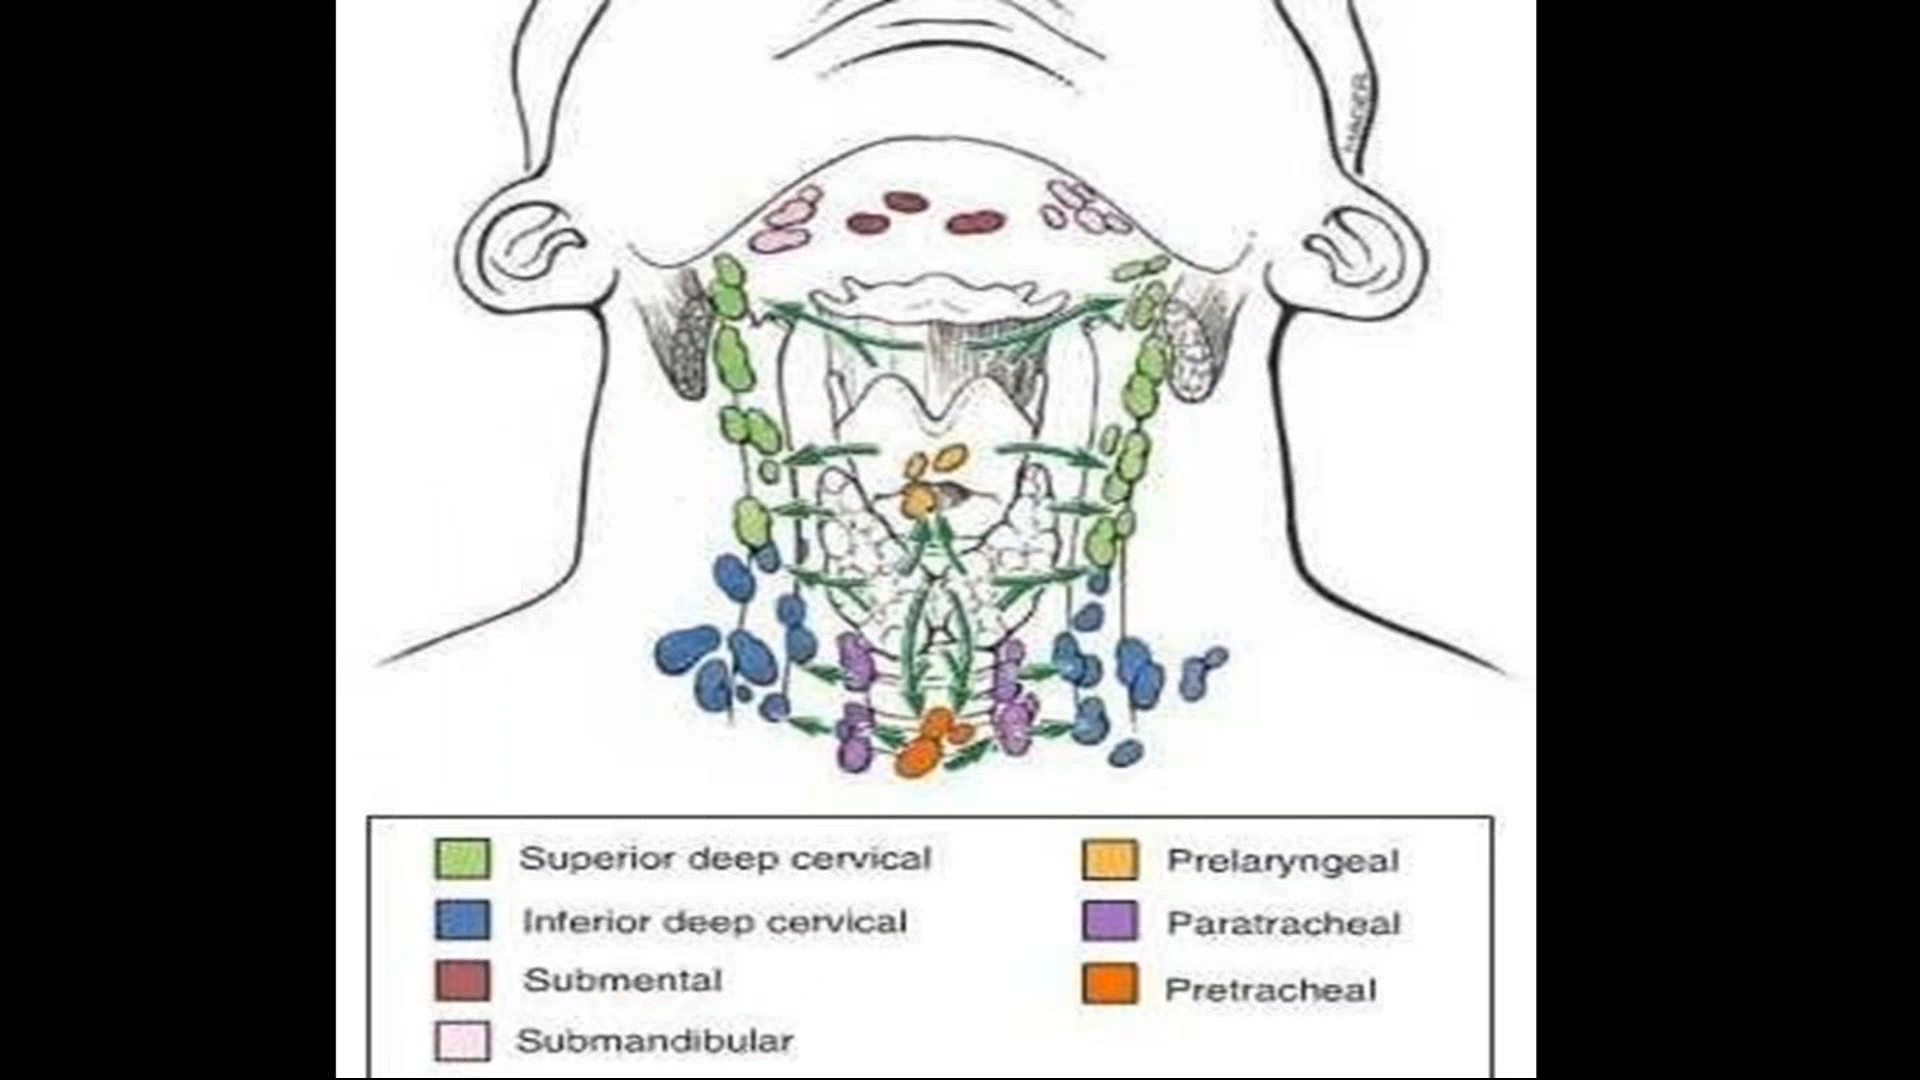 Superior deep cervical
Inferior deep cervical
Submental
Submandibular
Prelaryngeal
Paratracheal
Pretracheal